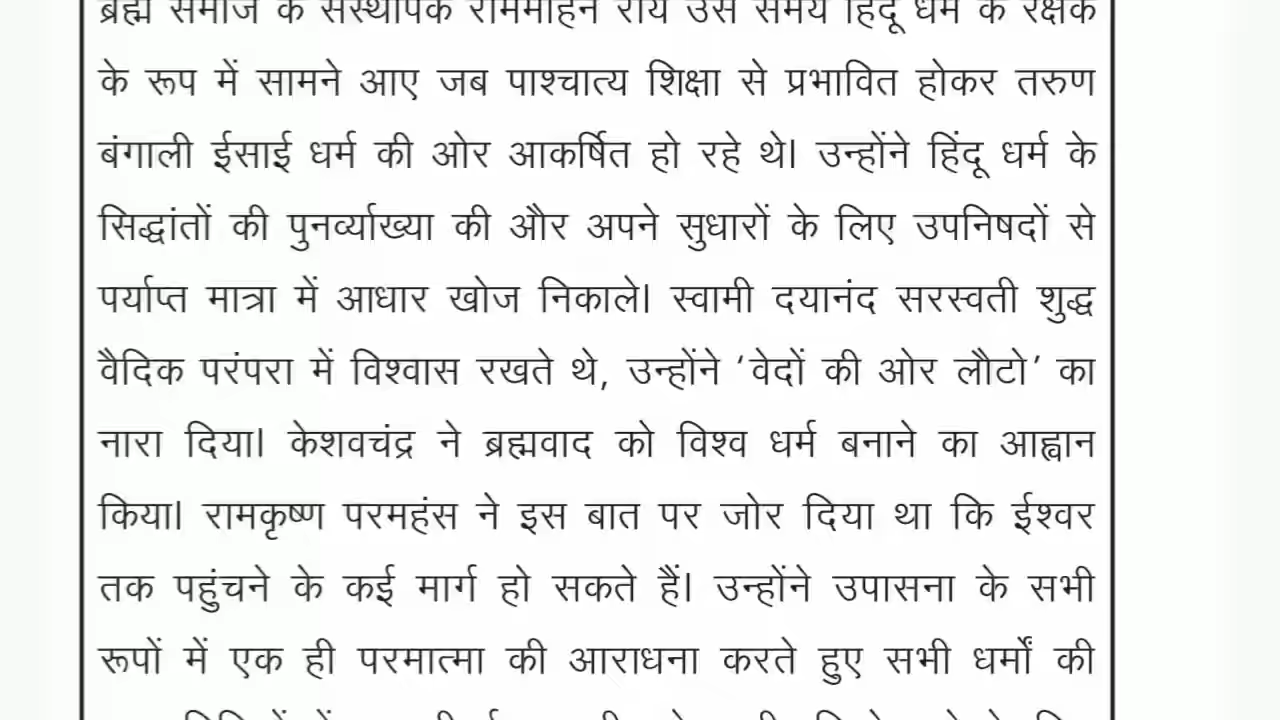 ब्रह्म समाज के संस्थापक राममोहन राय उस समय हिंदू धर्म के रक्षक
के रूप में सामने आए जब पाश्चात्य शिक्षा से प्रभावित होकर तरुण
बंगाली ईसाई धर्म की ओर आकर्षित हो रहे थे। उन्होंने हिंदू धर्म के
सिद्धांतों की पुनर्व्याख्या की और अपने सुधारों के लिए उपनिषदों से
पर्याप्त मात्रा में आधार खोज निकाले। स्वामी दयानंद सरस्वती शुद्ध
वैदिक परंपरा में विश्वास रखते थे, उन्होंने ‘वेदों की ओर लौटो’ का
नारा दिया। केशवचंद्र ने ब्रह्मवाद को विश्व धर्म बनाने का आह्वान
किया। रामकृष्ण परमहंस ने इस बात पर जोर दिया था कि ईश्वर
तक पहुंचने के कई मार्ग हो सकते हैं। उन्होंने उपासना के सभी
रूपों में एक ही परमात्मा की आराधना करते हुए सभी धर्मों की